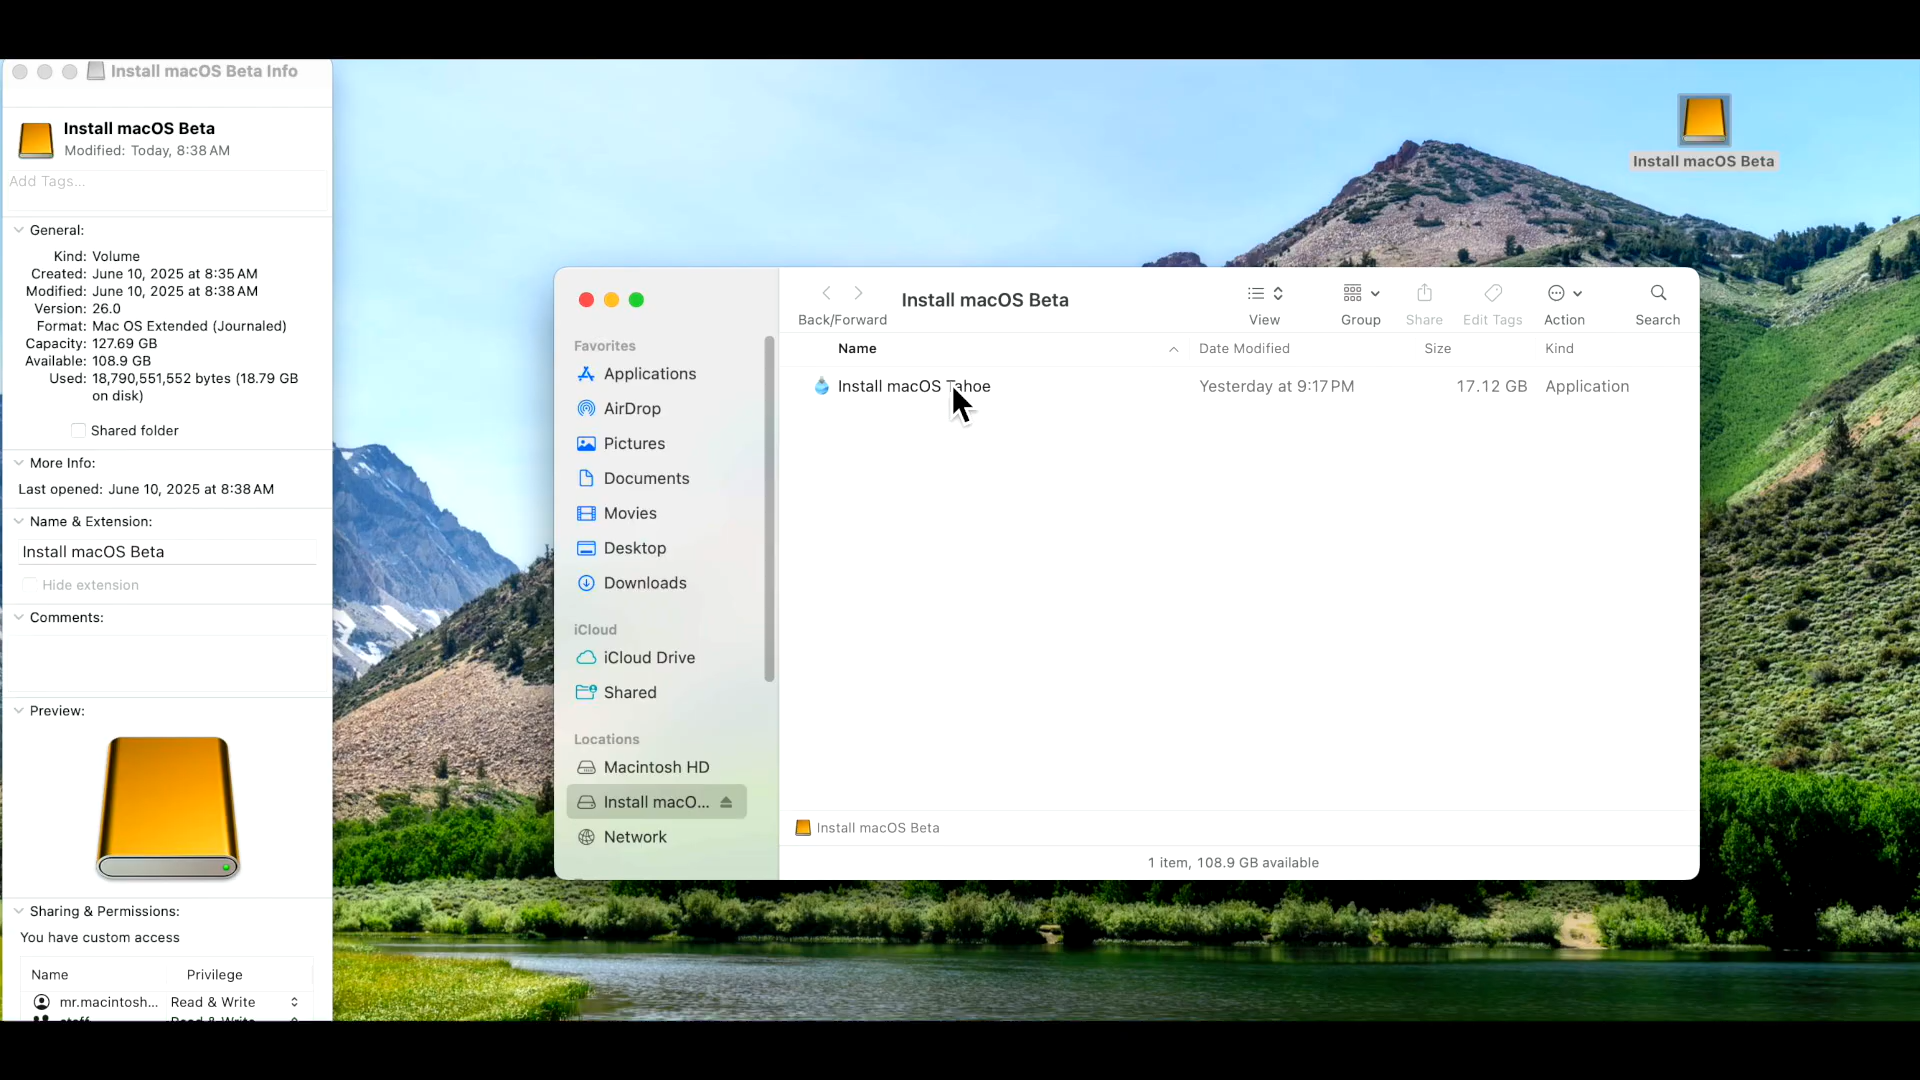 Install macOS Beta Info
Install macOS Beta
Modified: Today, 8:38 AM
Add Tags...
General:
Kind: Volume
Created: June 10, 2025 at 8:35 AM
Modified: June 10, 2025 at 8:38 AM
Version: 26.0
Format: Mac OS Extended (Journaled)
Capacity: 127.69 GB
Available: 108.9 GB
Used: 18,790,551,552 bytes (18.79 GB
on disk)
Shared folder
More Info:
Last opened: June 10, 2025 at 8:38 AM
Name & Extension:
Install macOS Beta
Hide extension
Comments:
Preview:
Sharing & Permissions:
You have custom access
Name Privilege
mr.macintosh... Read & Write
staff Read & Write
Install macOS Beta
Install macOS Beta
Back/Forward View Group Share Edit Tags Action Search
Favorites
Applications
AirDrop
Pictures
Documents
Movies
Desktop
Downloads
iCloud
iCloud Drive
Shared
Locations
Macintosh HD
Install macO...
Network
Name Date Modified Size Kind
Install macOS Tahoe Yesterday at 9:17 PM 17.12 GB Application
Install macOS Beta
1 item, 108.9 GB available